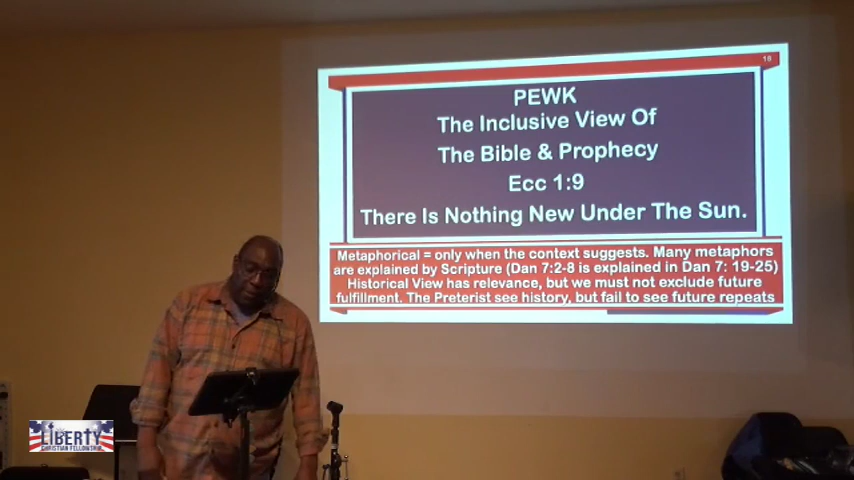 18
PEWK
The Inclusive View Of
The Bible & Prophecy
Ecc 1:9
There Is Nothing New Under The Sun.
Metaphorical = only when the context suggests. Many metaphors
are explained by Scripture (Dan 7:2-8 is explained in Dan 7: 19-25)
Historical View has relevance, but we must not exclude future
fulfillment. The Preterist see history, but fail to see future repeats
LIBERTY
CHRISTIAN FELLOWSHIP